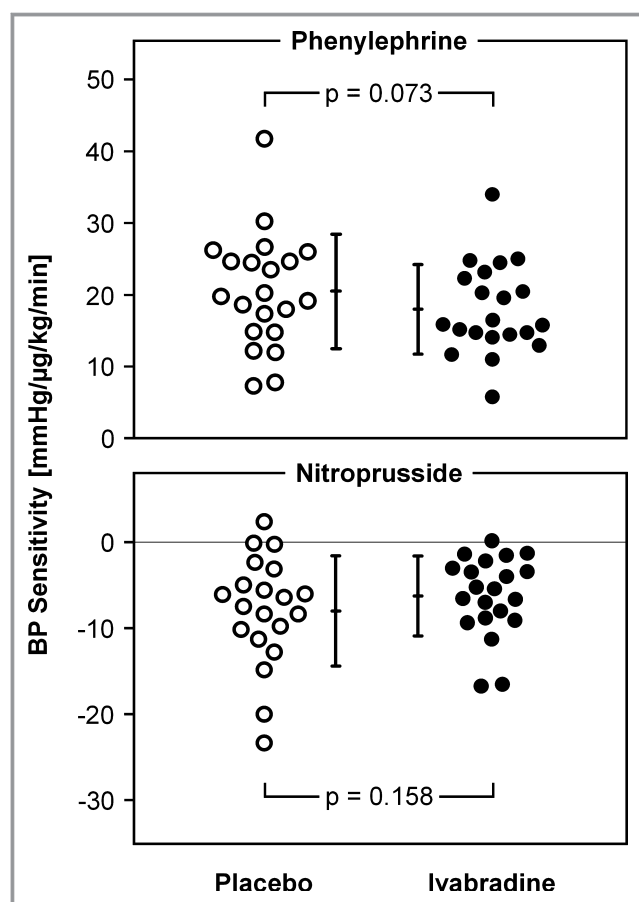 Phenylephrine
p = 0.073
50
40
30
20
10
0
BP Sensitivity [mmHg/µg/kg/min]
Nitroprusside
0
-10
-20
-30
p = 0.158
Placebo Ivabradine